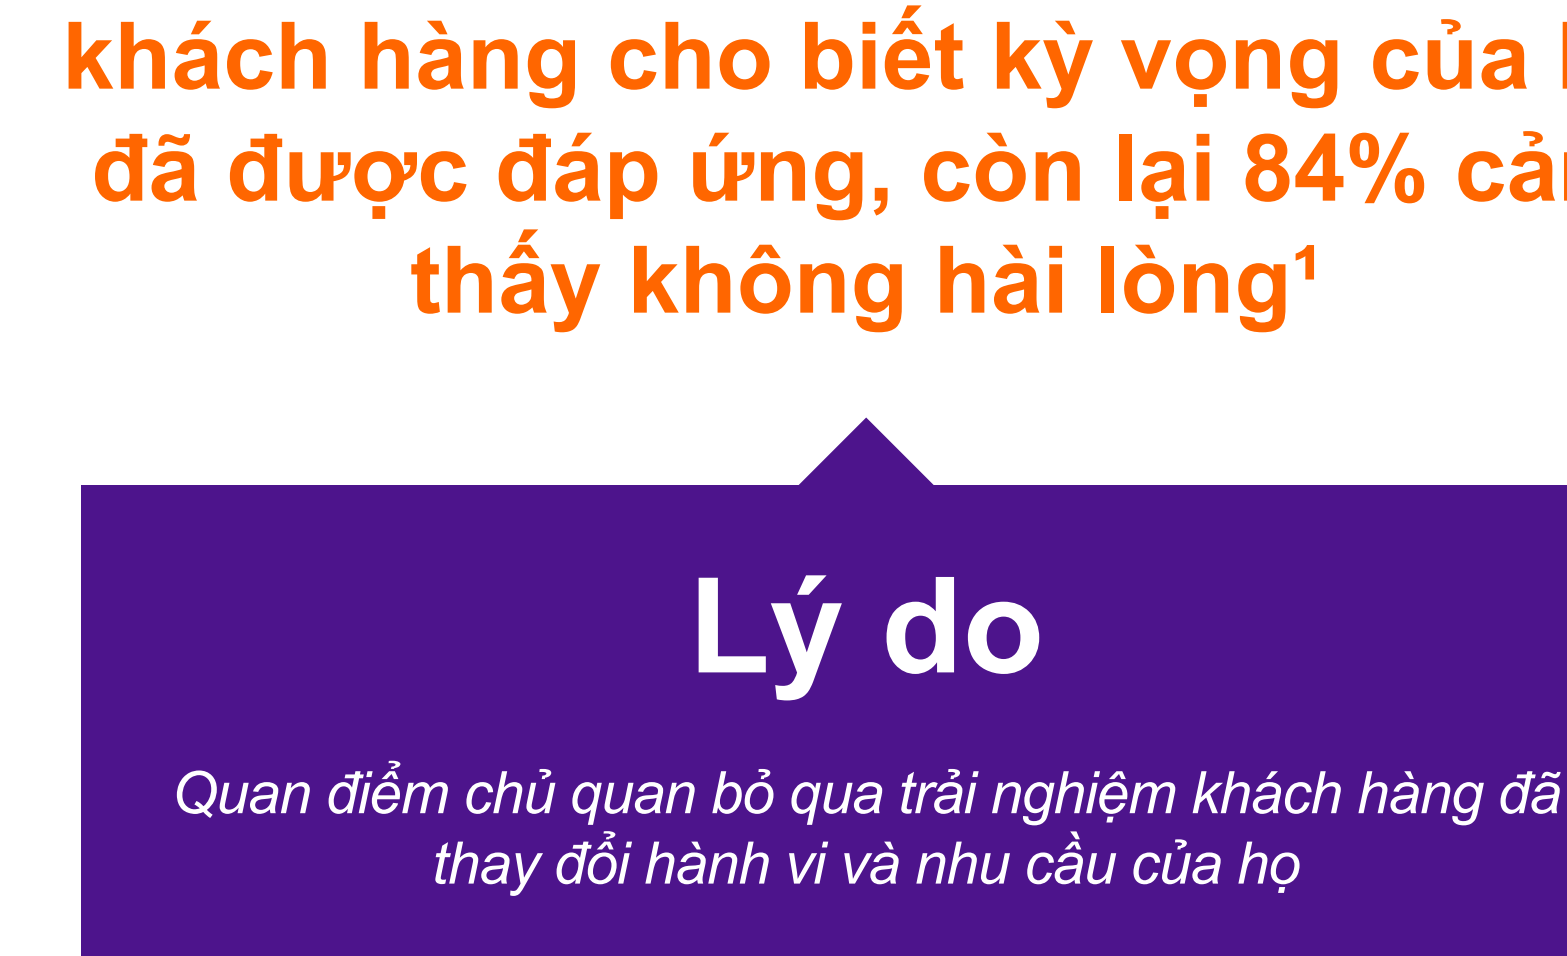 khách hàng cho biết kỳ vọng của
đã được đáp ứng, còn lại 84%
thấy không hài lòng¹
Lý do
Quan điểm chủ quan bỏ qua trải nghiệm khách hàng đã
thay đổi hành vi và nhu cầu của họ